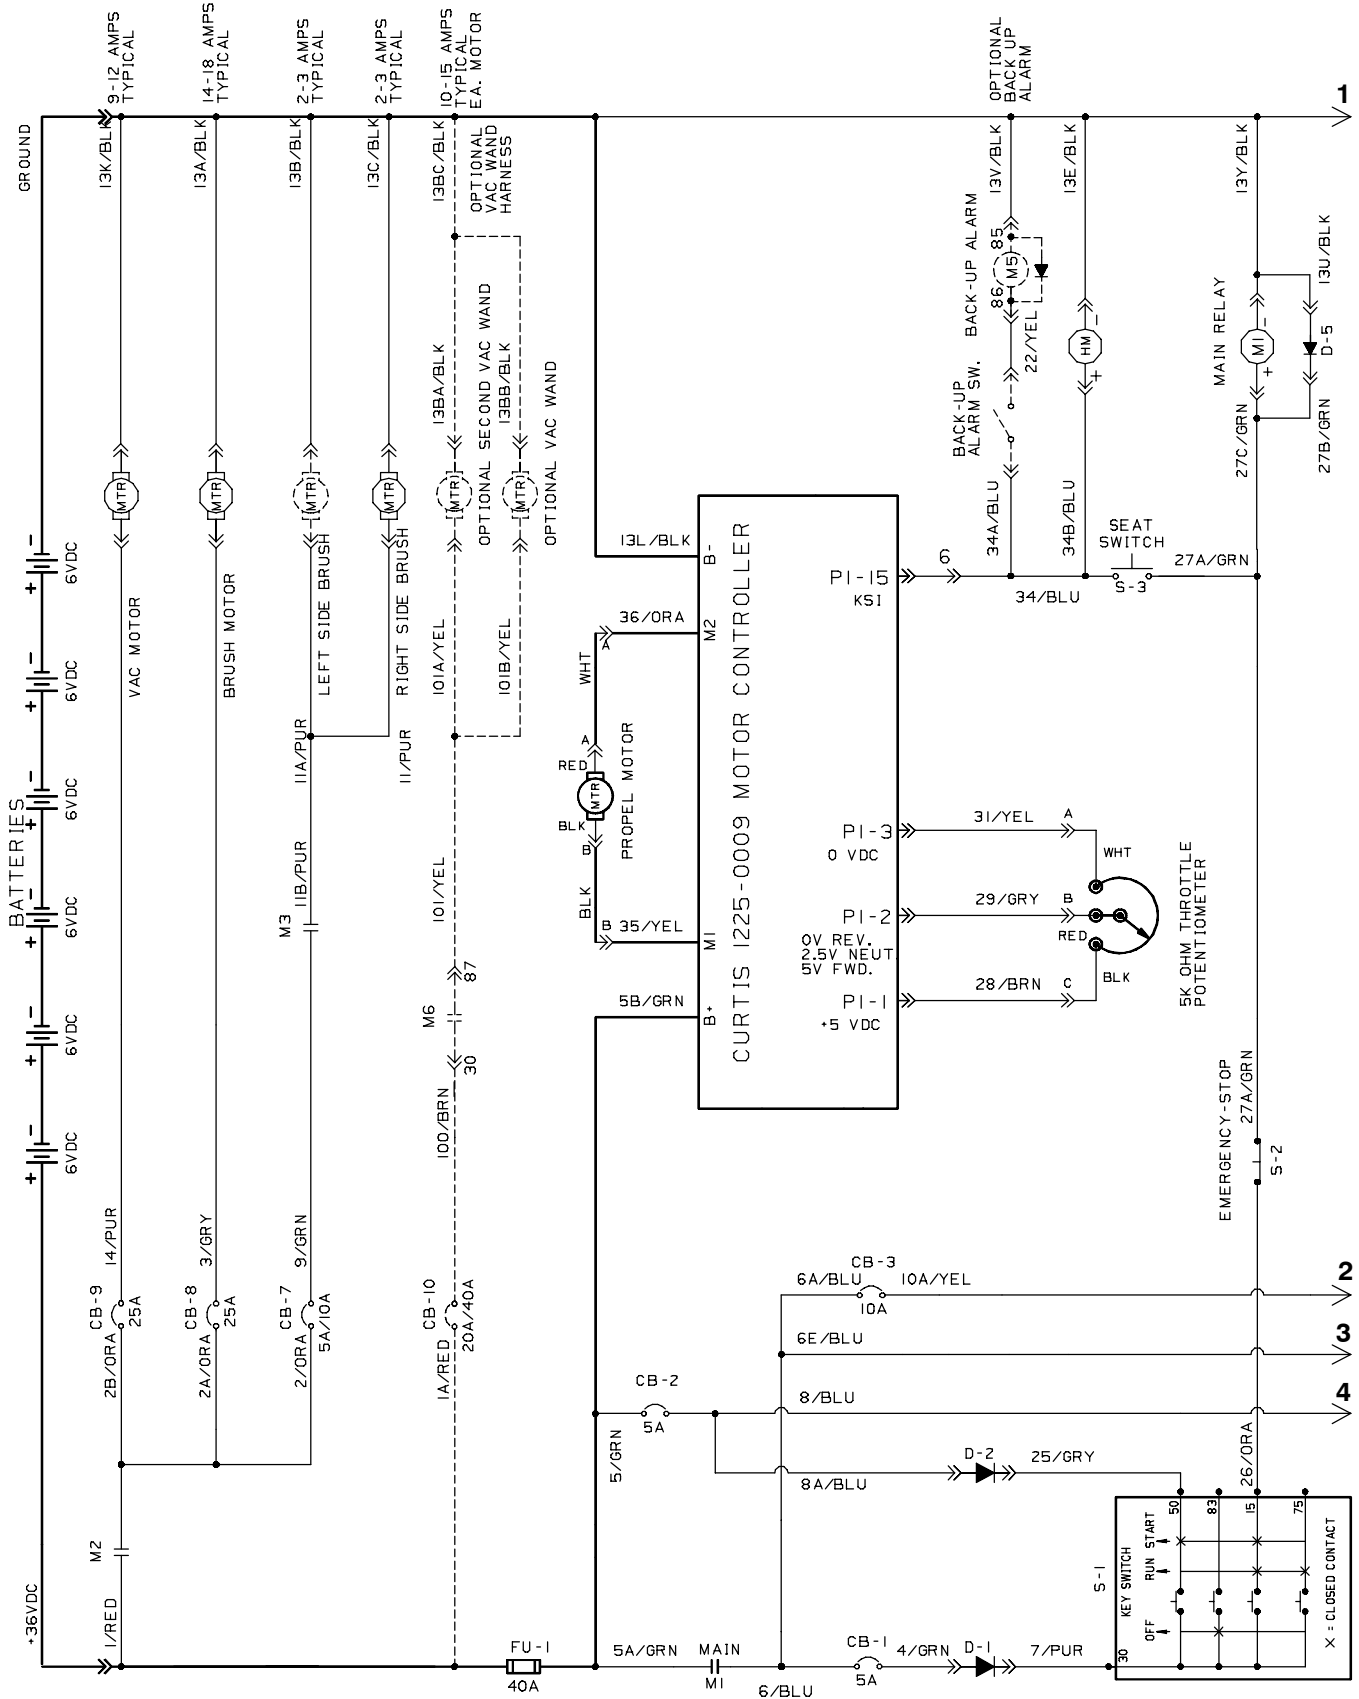 9-12 AMPS
TYPICAL
14-18 AMPS
TYPICAL
2-3 AMPS
TYPICAL
2-3 AMPS
TYPICAL
10-15 AMPS
TYPICAL
EA. MOTOR
OPTIONAL
BACK UP
ALARM
GROUND
13K/BLK
13A/BLK
13B/BLK
13C/BLK
13BC/BLK
OPTIONAL
VAC WAND
HARNESS
13V/BLK
13E/BLK
13Y/BLK
1
BACK-UP ALARM
85
M5
86
22/YEL
BACK-UP
ALARM SW.
HM
-
+
MAIN RELAY
M1
-
+
13U/BLK
D-5
27C/GRN
27B/GRN
13BA/BLK
OPTIONAL SECOND VAC WAND
13BB/BLK
OPTIONAL VAC WAND
MTR
MTR
MTR
MTR
MTR
MTR
BATTERIES
- + 6VDC
- + 6VDC
- + 6VDC
- + 6VDC
- + 6VDC
- + 6VDC
VAC MOTOR
BRUSH MOTOR
LEFT SIDE BRUSH
RIGHT SIDE BRUSH
101A/YEL
101B/YEL
11A/PUR
11/PUR
11B/PUR
M3
101/YEL
87
M6
30
100/BRN
13L/BLK
B-
36/ORA
A
M2
WHT
A
RED
MTR
PROPEL MOTOR
BLK
B
BLK
B
35/YEL
M1
5B/GRN
B+
CURTIS 1225-0009 MOTOR CONTROLLER
P1-15
KSI
6
34A/BLU
34B/BLU
34/BLU
SEAT
SWITCH
S-3
27A/GRN
P1-3
0 VDC
31/YEL
A
WHT
P1-2
0V REV.
2.5V NEUT
5V FWD.
29/GRY
B
RED
P1-1
+5 VDC
28/BRN
C
BLK
5K OHM THROTTLE
POTENTIOMETER
EMERGENCY-STOP
27A/GRN
S-2
14/PUR
3/GRY
9/GRN
CB-9
25A
CB-8
25A
CB-7
5A/10A
CB-10
20A/40A
2B/ORA
2A/ORA
2/ORA
1A/RED
6A/BLU
CB-3
10A
10A/YEL
2
6E/BLU
3
CB-2
5A
8/BLU
4
5/GRN
8A/BLU
D-2
25/GRY
26/ORA
M2
+36VDC
1/RED
FU-1
40A
5A/GRN
MAIN
M1
6/BLU
CB-1
5A
4/GRN
D-1
7/PUR
S-1
KEY SWITCH
30
50
83
15
75
START
RUN
OFF
X = CLOSED CONTACT